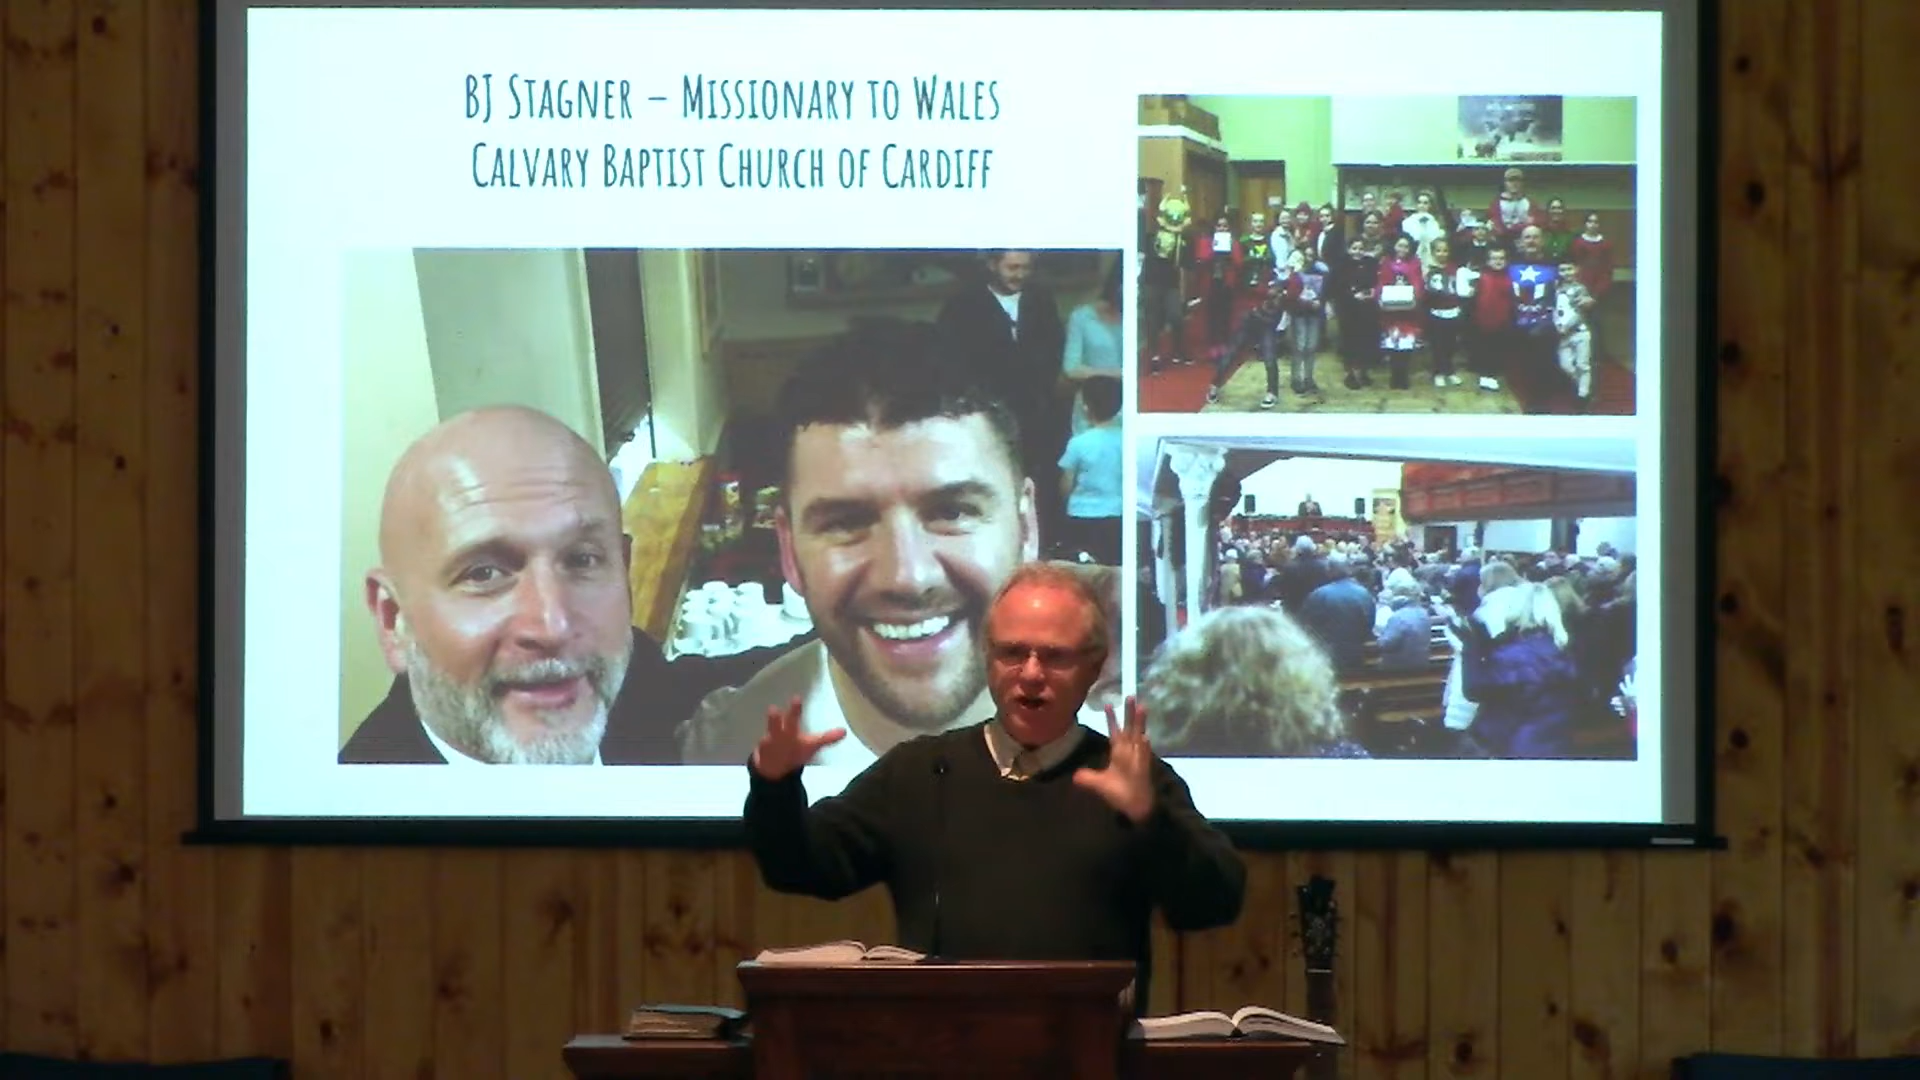 BJ Stagner – Missionary to Wales
Calvary Baptist Church of Cardiff